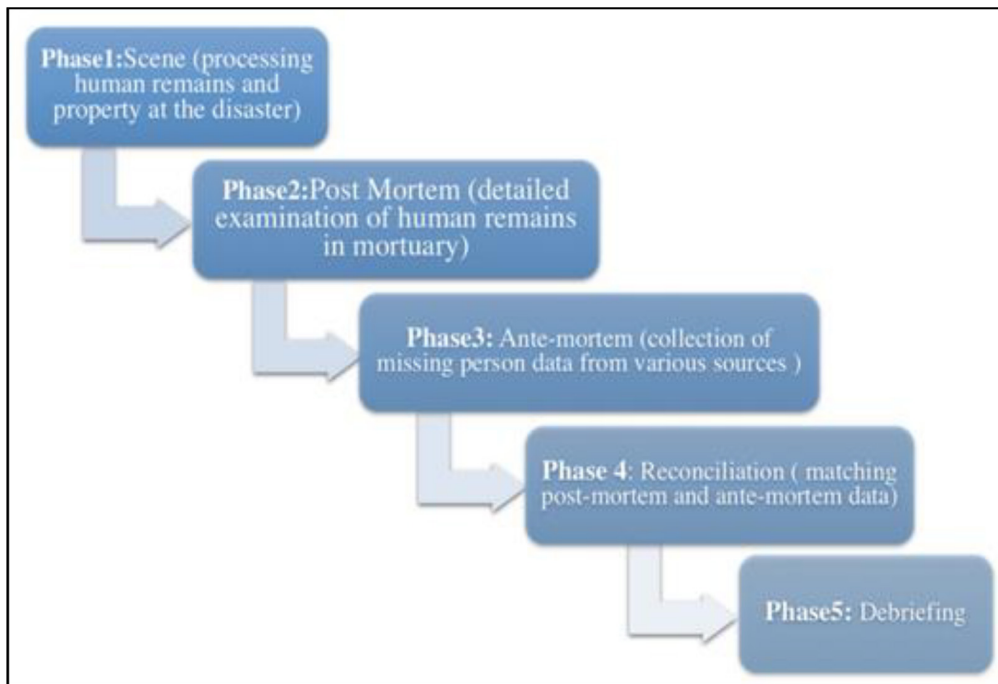 Phase1:Scene (processing
human remains and
property at the disaster)
Phase2:Post Mortem (detailed
examination of human remains
in mortuary)
Phase3: Ante-mortem (collection of
missing person data from various sources )
Phase 4: Reconciliation ( matching
post-mortem and ante-mortem data)
Phase5: Debriefing